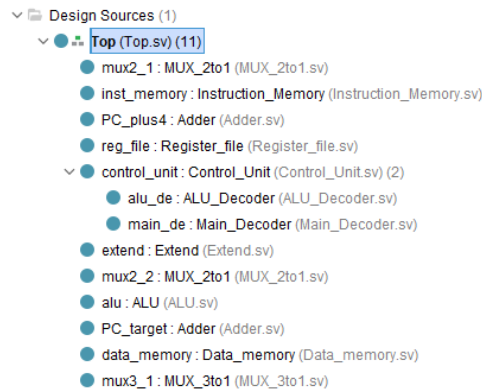 Design Sources (1)
Top (Top.sv) (11)
mux2_1 : MUX_2to1 (MUX_2to1.sv)
inst_memory : Instruction_Memory (Instruction_Memory.sv)
PC_plus4 : Adder (Adder.sv)
reg_file : Register_file (Register_file.sv)
control_unit : Control_Unit (Control_Unit.sv) (2)
alu_de : ALU_Decoder (ALU_Decoder.sv)
main_de : Main_Decoder (Main_Decoder.sv)
extend : Extend (Extend.sv)
mux2_2 : MUX_2to1 (MUX_2to1.sv)
alu : ALU (ALU.sv)
PC_target : Adder (Adder.sv)
data_memory : Data_memory (Data_memory.sv)
mux3_1 : MUX_3to1 (MUX_3to1.sv)